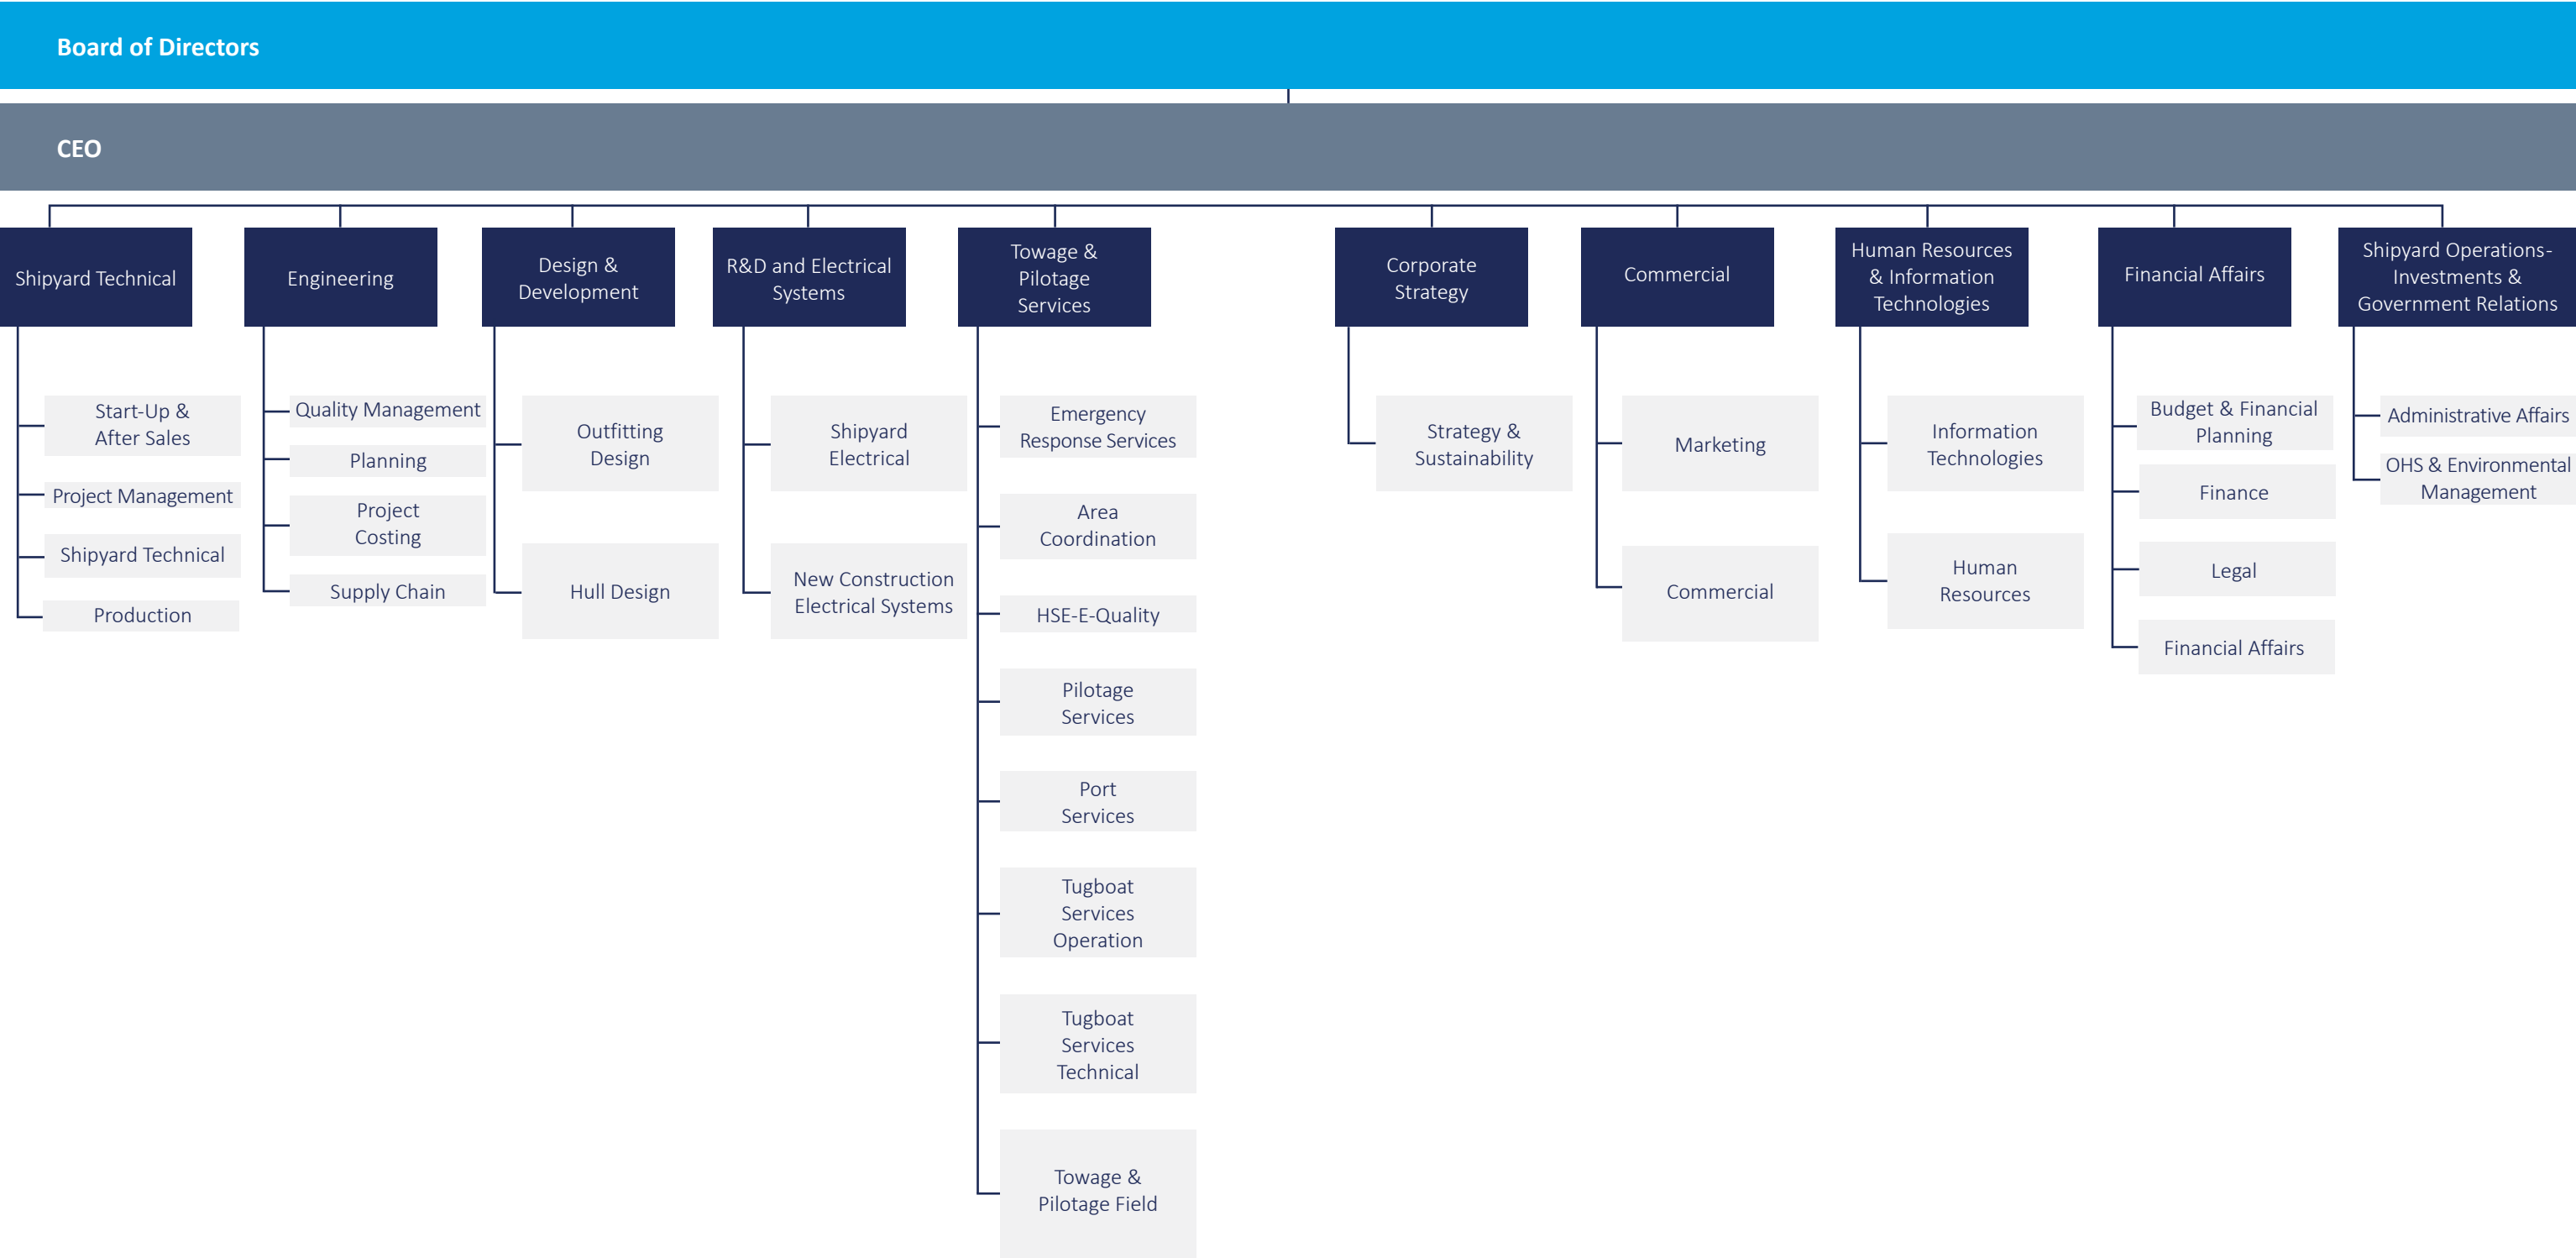 Board of Directors
CEO
Shipyard Technical
Start-Up &
After Sales
Project Management
Shipyard Technical
Production
Engineering
Quality Management
Planning
Project
Costing
Supply Chain
Design &
Development
Outfitting
Design
Hull Design
R&D and Electrical
Systems
Shipyard
Electrical
New Construction
Electrical Systems
Towage &
Pilotage
Services
Emergency
Response Services
Area
Coordination
HSE-E-Quality
Pilotage
Services
Port
Services
Tugboat
Services
Operation
Tugboat
Services
Technical
Towage &
Pilotage Field
Corporate
Strategy
Strategy &
Sustainability
Commercial
Marketing
Commercial
Human Resources
& Information
Technologies
Information
Technologies
Human
Resources
Financial Affairs
Budget & Financial
Planning
Finance
Legal
Financial Affairs
Shipyard Operations-
Investments &
Government Relations
Administrative Affairs
OHS & Environmental
Management